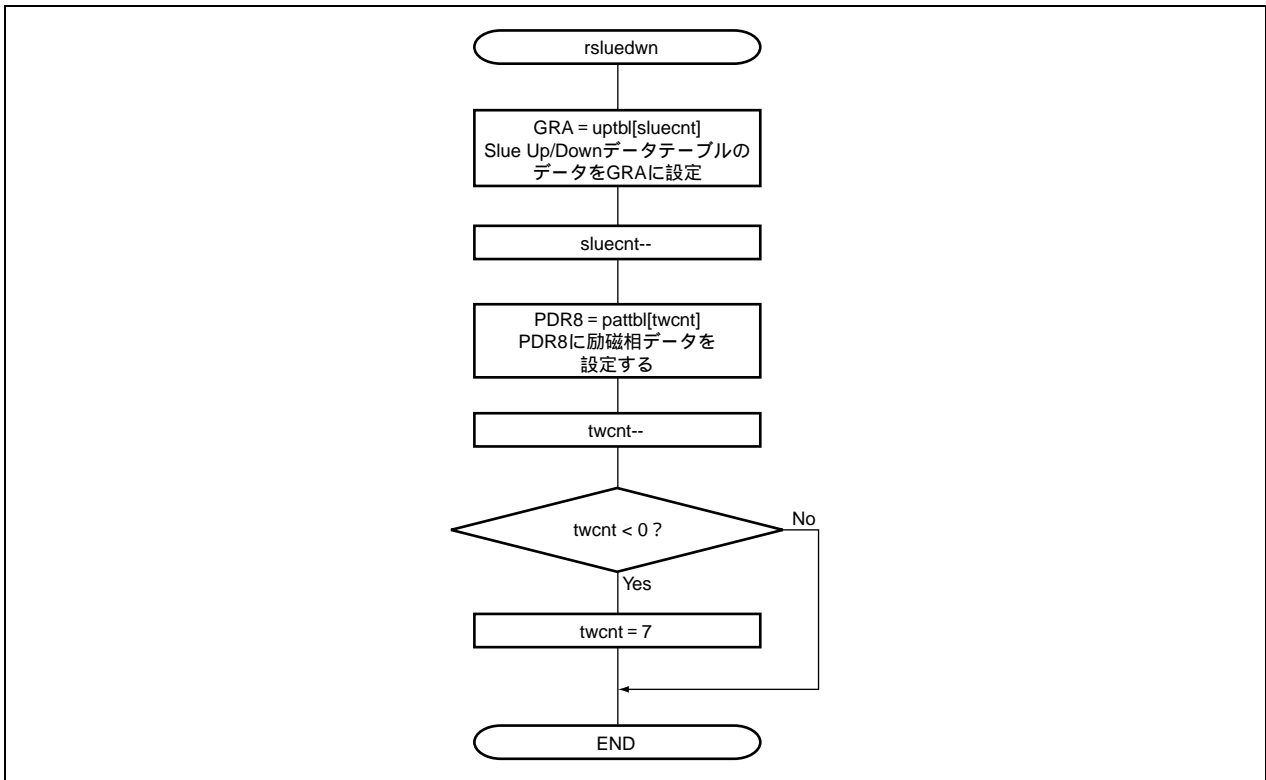 rsluedwn
GRA = uptbl[sluecnt]
Slue Up/Downデータテーブルの
データをGRAに設定
sluecnt--
PDR8 = pattbl[twcnt]
PDR8に励磁相データを
設定する
twcnt--
twcnt < 0？
No
Yes
twcnt = 7
END